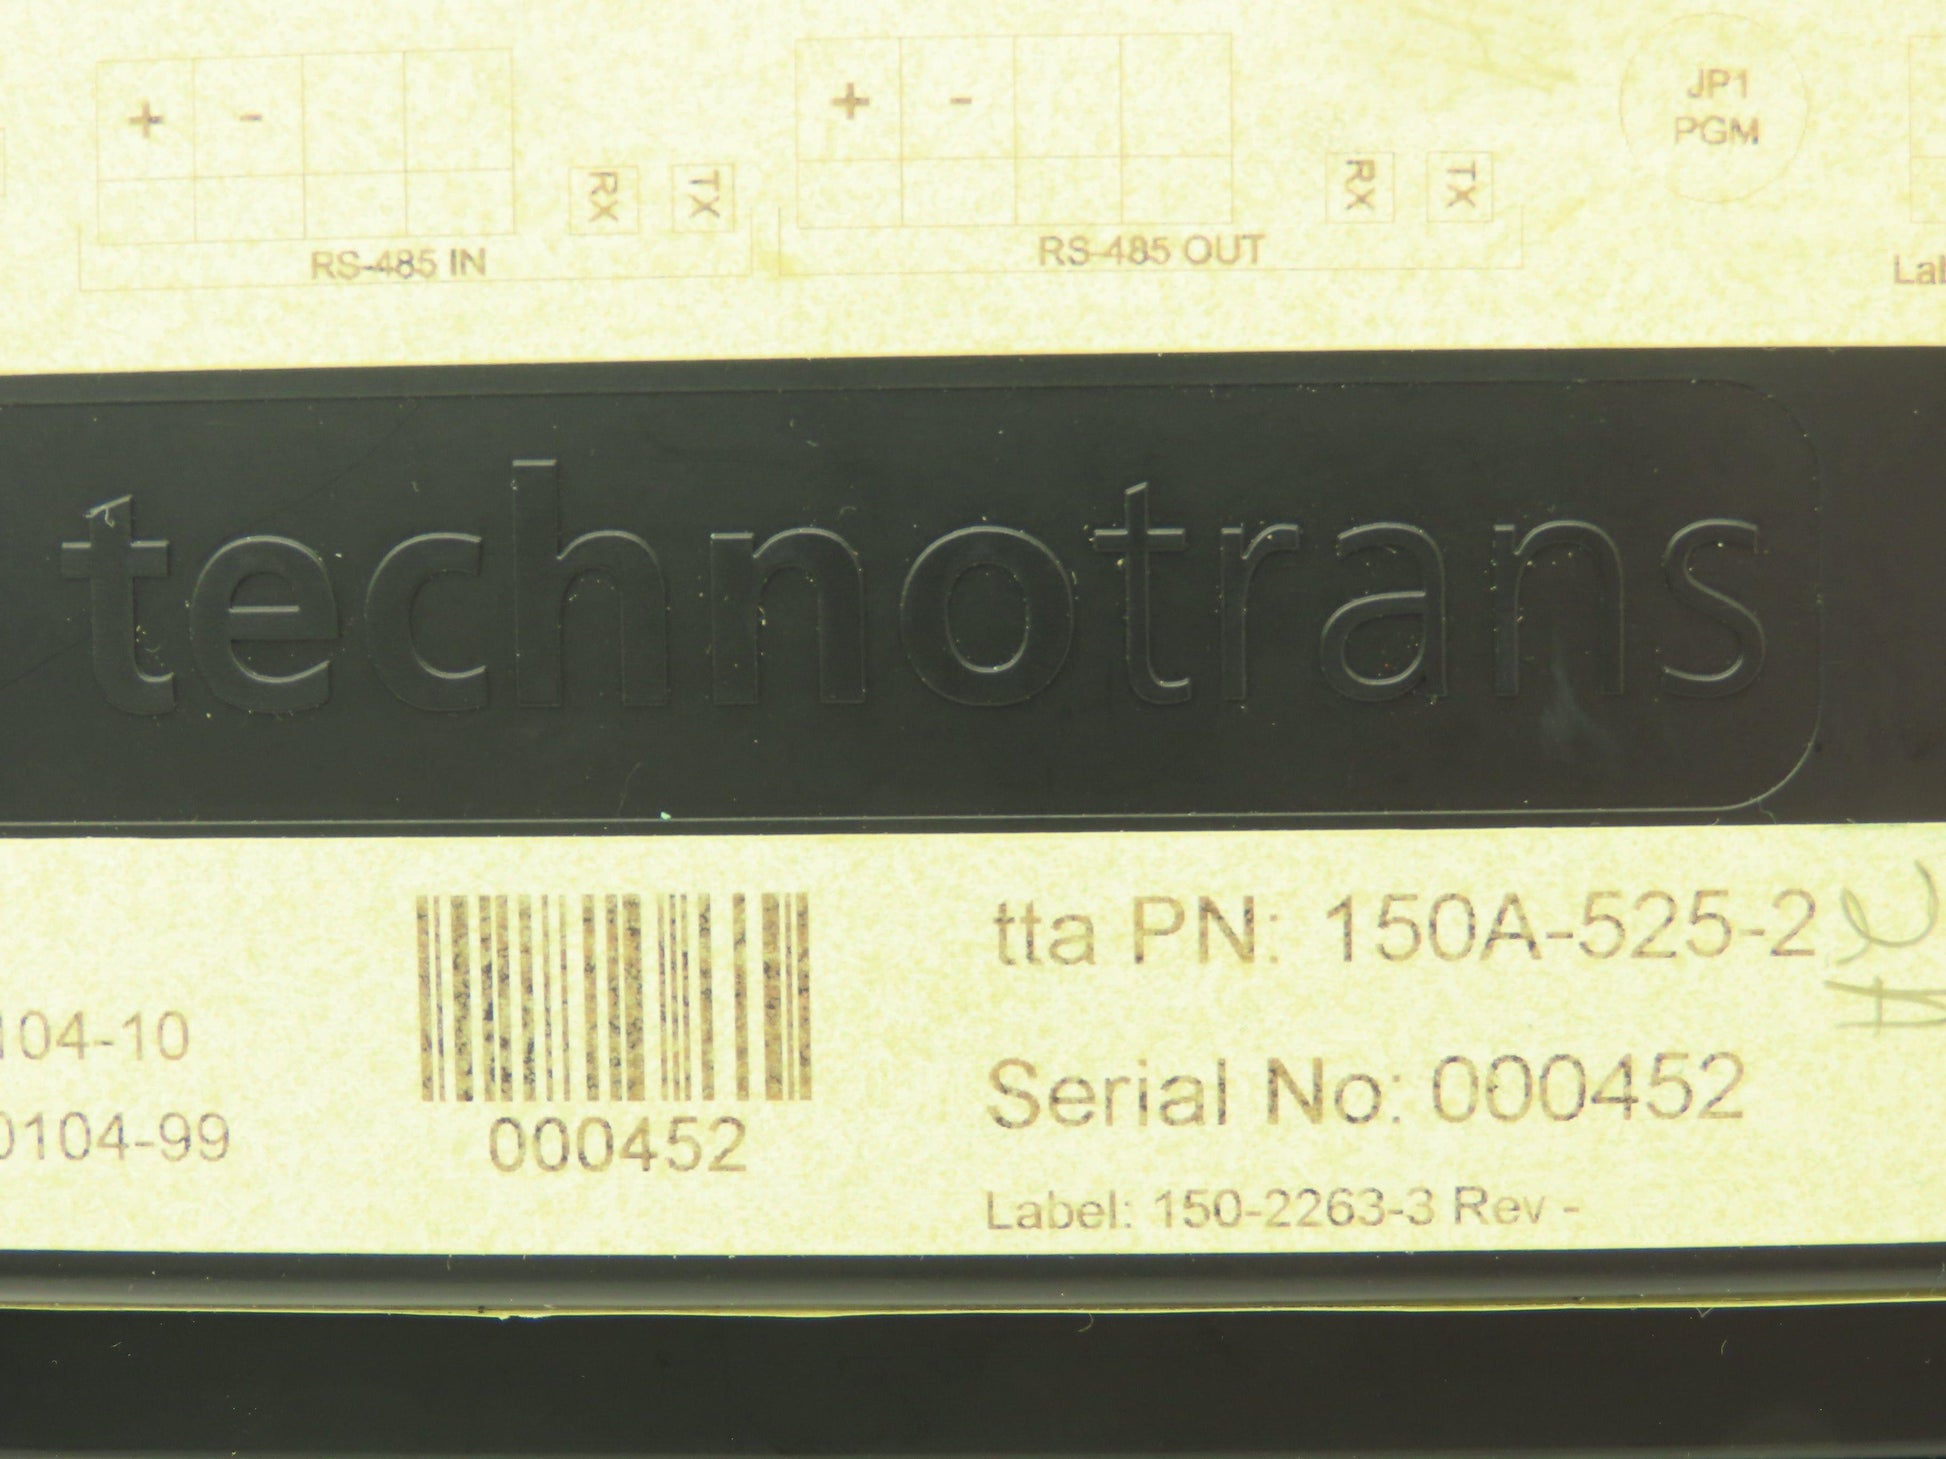 + - + - JP1
PGM
RX TX RX TX
RS-485 IN RS-485 OUT
technotrans
tta PN: 150A-525-2
104-10
Serial No: 000452
0104-99
000452
Label: 150-2263-3 Rev -